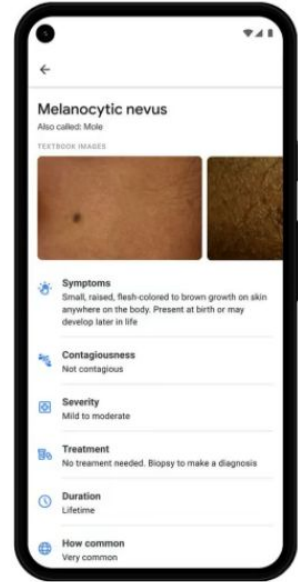 Melanocytic nevus
Also called: Mole
TEXTBOOK IMAGES
Symptoms
Small, raised, flesh-colored to brown growth on skin
anywhere on the body. Present at birth or may
develop later in life
Contagiousness
Not contagious
Severity
Mild to moderate
Treatment
No treament needed. Biopsy to make a diagnosis
Duration
Lifetime
How common
Very common